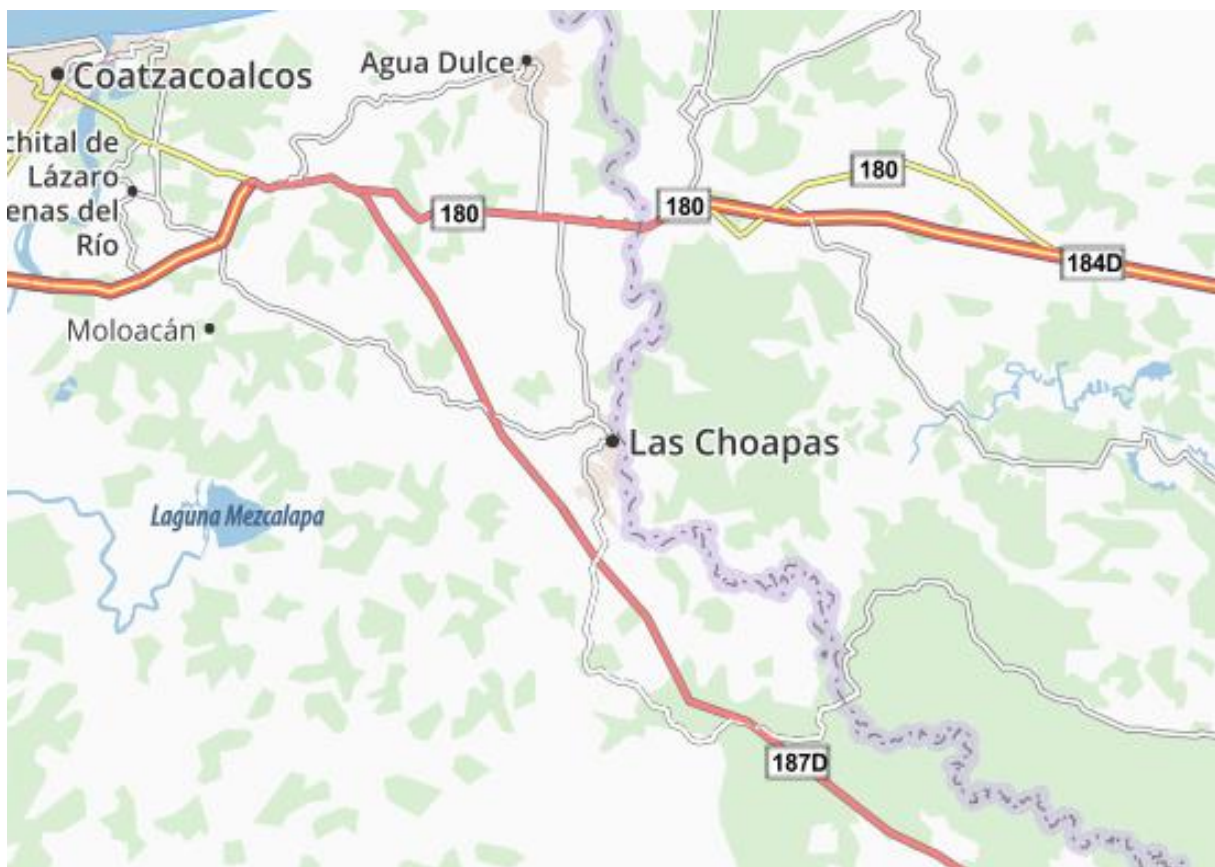 Coatzacoalcos
Agua Dulce
chital de
Lázaro
enas del
Río
180
180
180
184D
Moloacán
Las Choapas
Laguna Mezcalapa
187D